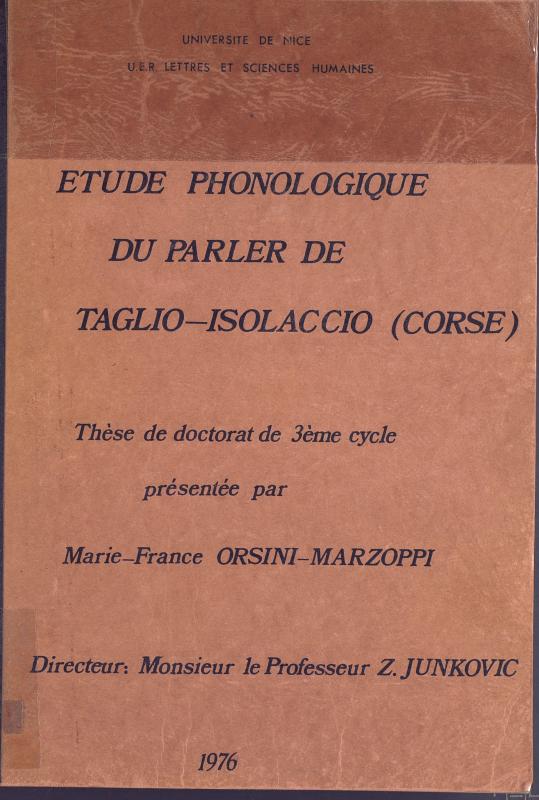 UNIVERSITE DE NICE
U.E.R. LETTRES ET SCIENCES HUMAINES
ETUDE PHONOLOGIQUE
DU PARLER DE
TAGLIO—ISOLACCIO (CORSE)
Thèse de doctorat de 3ème cycle
présentée par
Marie—France ORSINI—MARZOPPI
Directeur: Monsieur le Professeur Z. JUNKOVIC
1976